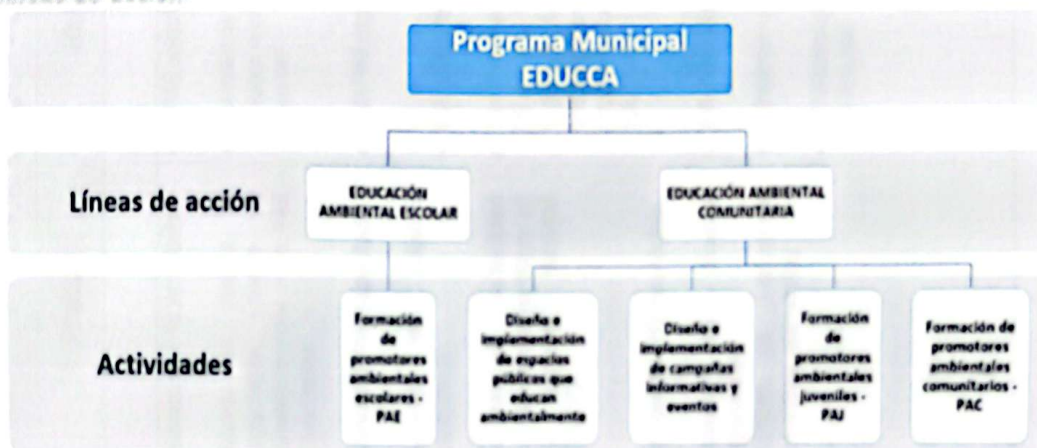 Programa Municipal
EDUCCA
Líneas de acción
EDUCACIÓN
AMBIENTAL ESCOLAR
EDUCACIÓN AMBIENTAL
COMUNITARIA
Actividades
Formación
de
promotores
ambientales
escolares -
PAE
Diseño e
implementación
de espacios
públicos que
educan
ambientalmente
Diseño e
implementación
de campañas
informativas y
eventos
Formación
de
promotores
ambientales
juveniles -
PAJ
Formación de
promotores
ambientales
comunitarios -
PAC